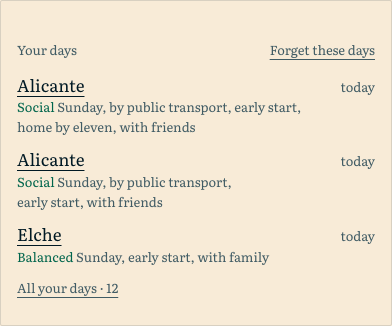 Your days
Forget these days
Alicante
today
Social Sunday, by public transport, early start,
home by eleven, with friends
Alicante
today
Social Sunday, by public transport,
early start, with friends
Elche
today
Balanced Sunday, early start, with family
All your days · 12